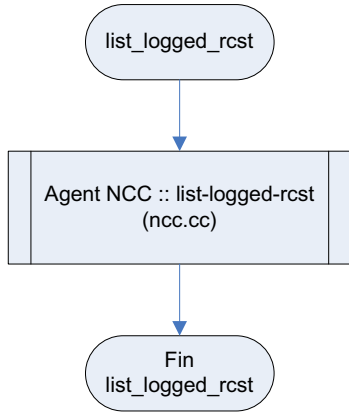 list_logged_rcst
Agent NCC :: list-logged-rcst
(ncc.cc)
Fin
list_logged_rcst